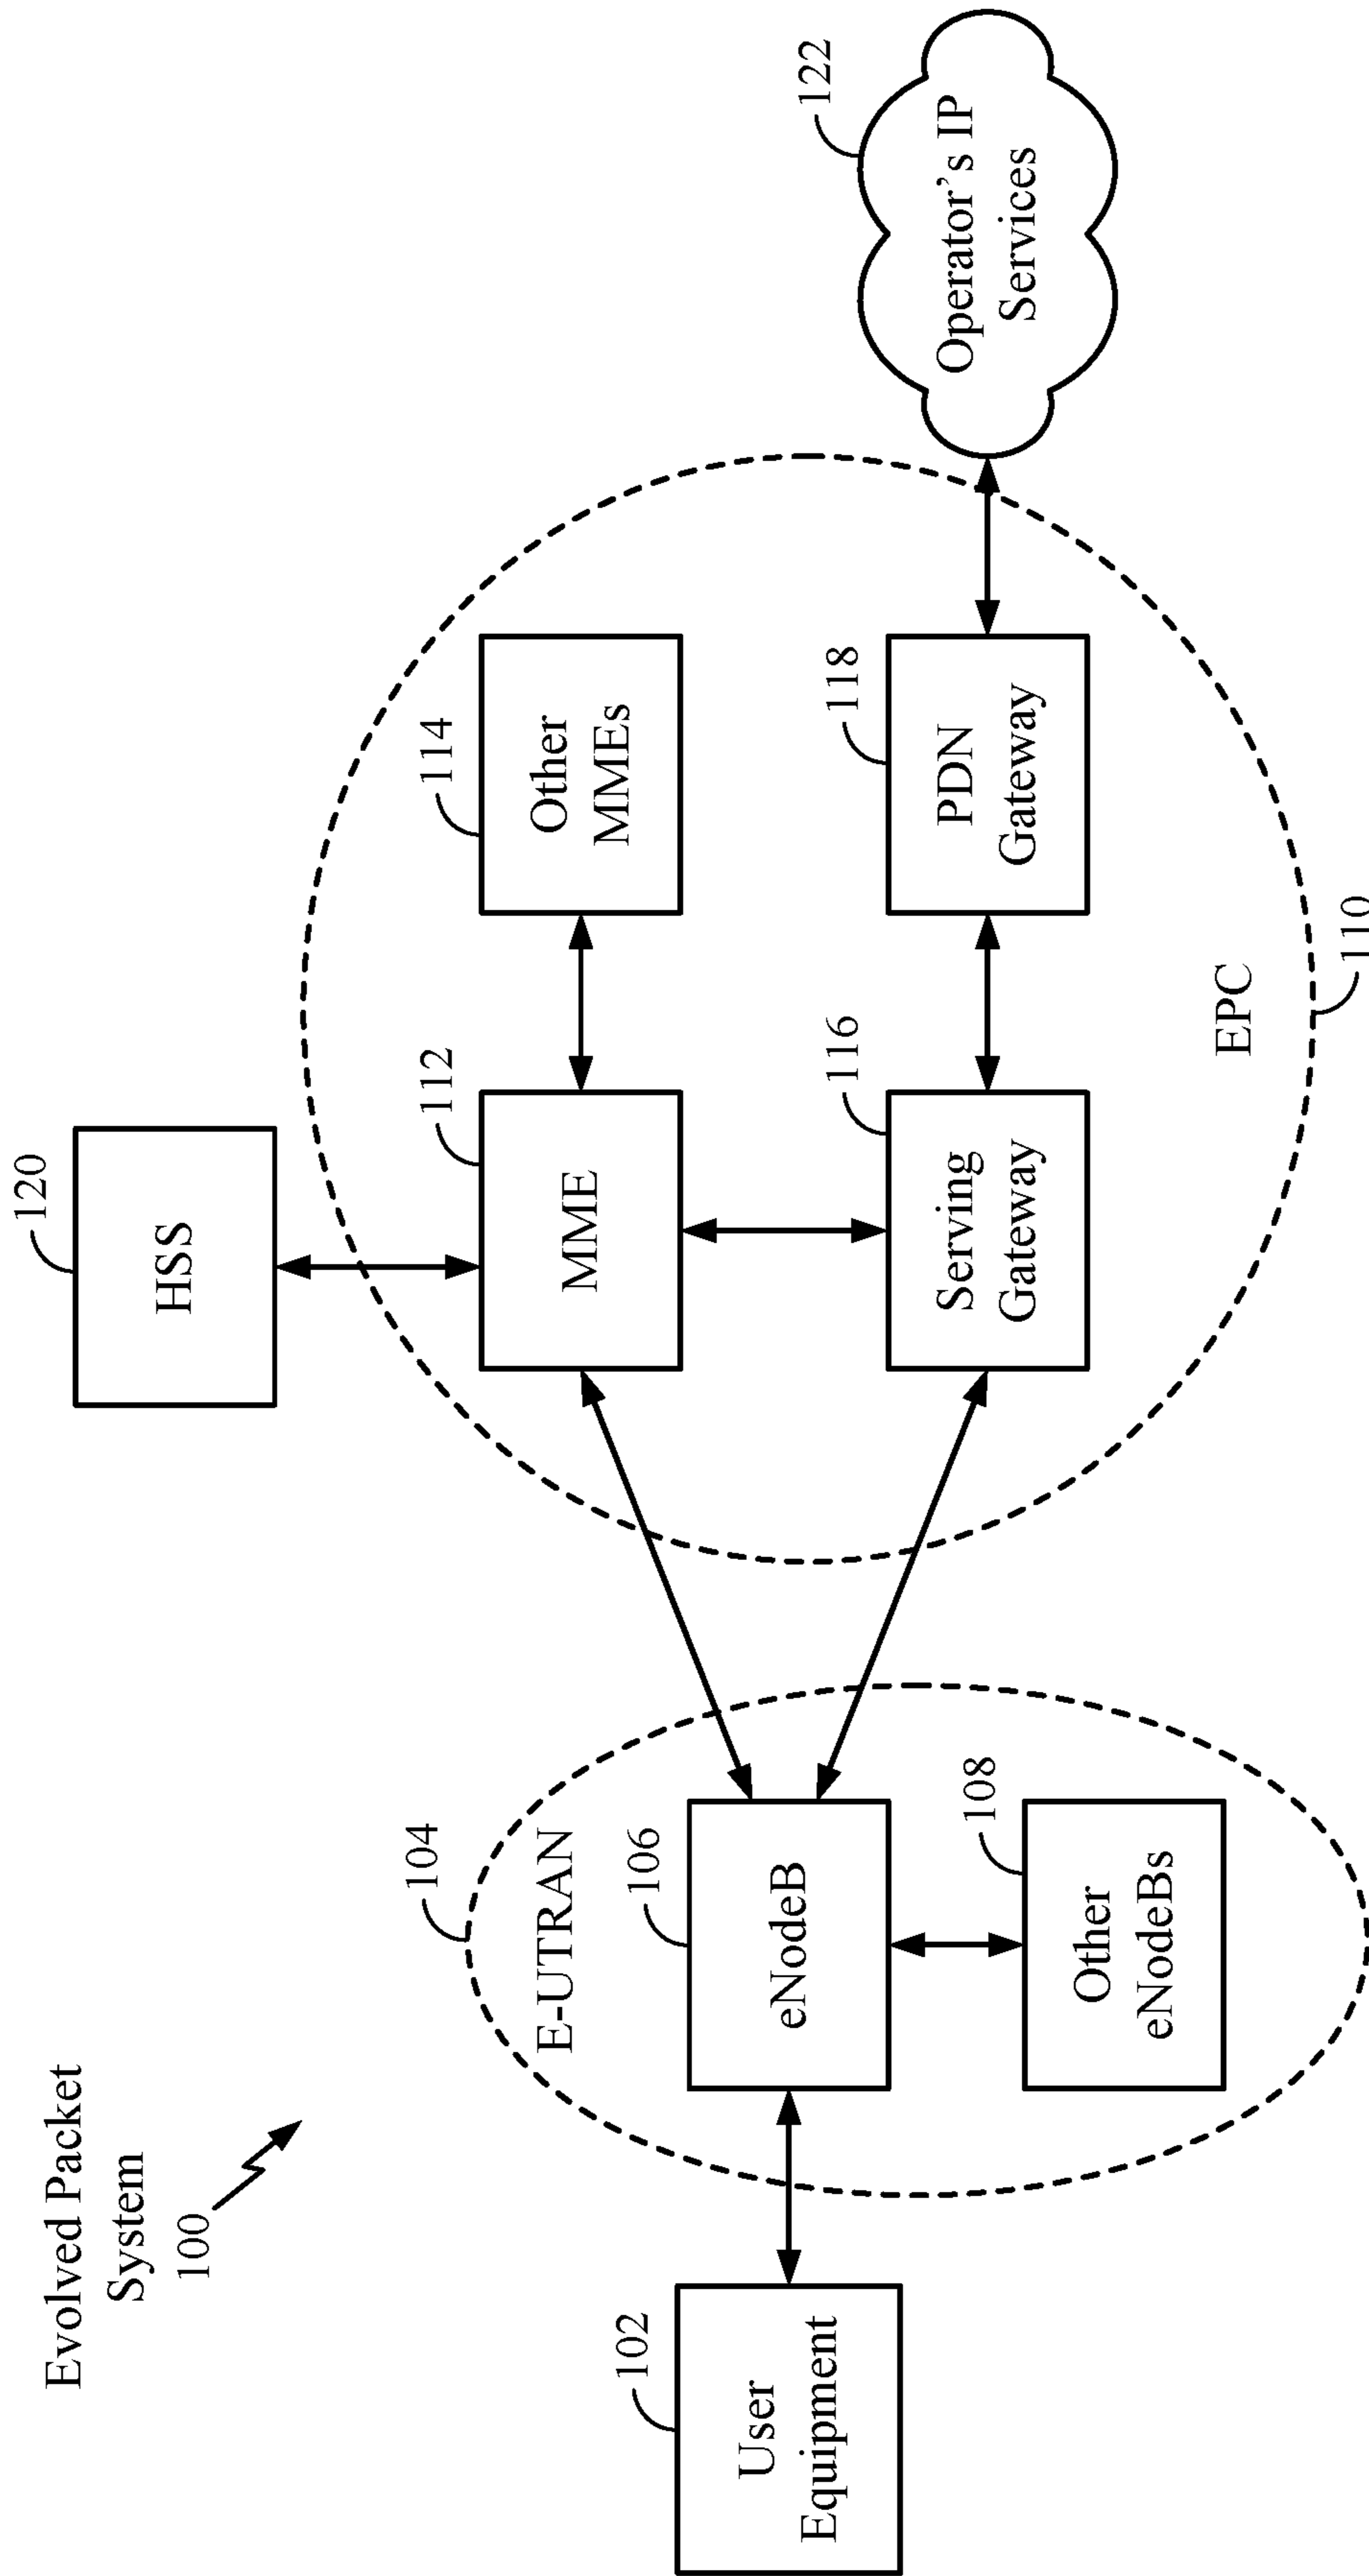 Evolved Packet
System
100
102
User
Equipment
104
E-UTRAN
106
eNodeB
108
Other
eNodeBs
120
HSS
112
MME
114
Other
MMEs
116
Serving
Gateway
118
PDN
Gateway
EPC
110
122
Operator's IP
Services